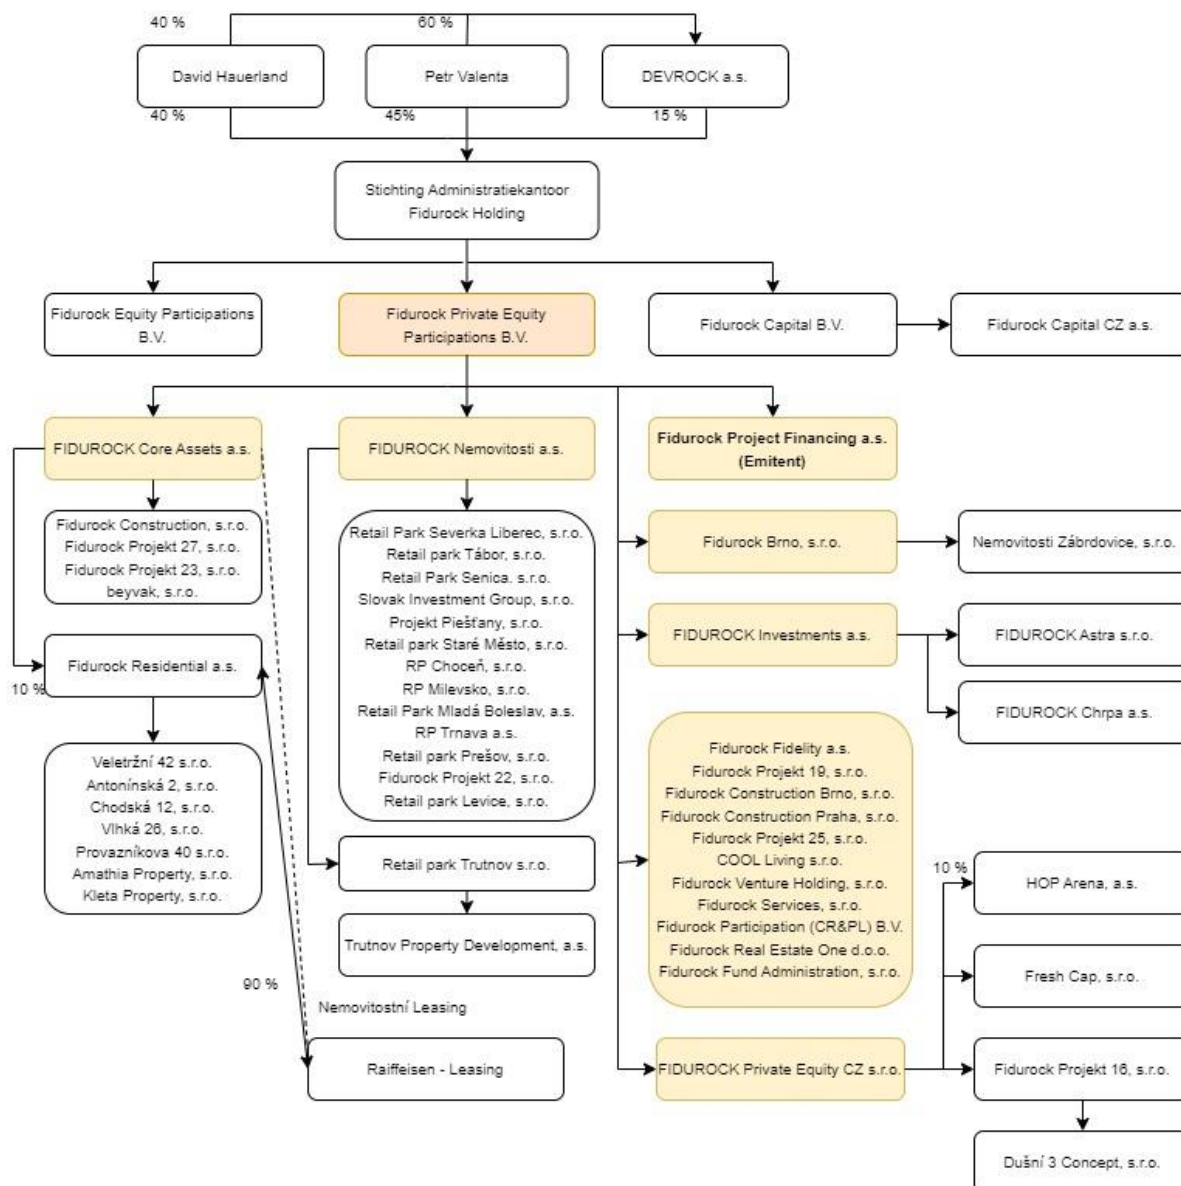 40 %
60 %
David Hauerland
Petr Valenta
DEVROCK a.s.
40 %
45%
15 %
Stichting Administratiekantoor
Fidurock Holding
Fidurock Equity Participations
B.V.
Fidurock Private Equity
Participations B.V.
Fidurock Capital B.V.
Fidurock Capital CZ a.s.
FIDUROCK Core Assets a.s.
FIDUROCK Nemovitosti a.s.
Fidurock Project Financing a.s.
(Emitent)
Fidurock Construction, s.r.o.
Fidurock Projekt 27, s.r.o.
Fidurock Projekt 23, s.r.o.
beyvak, s.r.o.
Retail Park Severka Liberec, s.r.o.
Retail park Tábor, s.r.o.
Retail Park Senica. s.r.o.
Slovak Investment Group, s.r.o.
Projekt Piešťany, s.r.o.
Retail park Staré Město, s.r.o.
RP Choceň, s.r.o.
RP Milevsko, s.r.o.
Retail Park Mladá Boleslav, a.s.
RP Trnava a.s.
Retail park Prešov, s.r.o.
Fidurock Projekt 22, s.r.o.
Retail park Levice, s.r.o.
Fidurock Brno, s.r.o.
Nemovitosti Zábrdovice, s.r.o.
FIDUROCK Investments a.s.
FIDUROCK Astra s.r.o.
FIDUROCK Chrpa a.s.
Fidurock Residential a.s.
10 %
Veletržní 42 s.r.o.
Antonínská 2, s.r.o.
Chodská 12, s.r.o.
Vlhká 26, s.r.o.
Provazníkova 40 s.r.o.
Amathia Property, s.r.o.
Kleta Property, s.r.o.
Fidurock Fidelity a.s.
Fidurock Projekt 19, s.r.o.
Fidurock Construction Brno, s.r.o.
Fidurock Construction Praha, s.r.o.
Fidurock Projekt 25, s.r.o.
COOL Living s.r.o.
Fidurock Venture Holding, s.r.o.
Fidurock Services, s.r.o.
Fidurock Participation (CR&PL) B.V.
Fidurock Real Estate One d.o.o.
Fidurock Fund Administration, s.r.o.
Retail park Trutnov s.r.o.
Trutnov Property Development, a.s.
10 %
HOP Arena, a.s.
Fresh Cap, s.r.o.
90 %
Nemovitostní Leasing
Raiffeisen - Leasing
FIDUROCK Private Equity CZ s.r.o.
Fidurock Projekt 16, s.r.o.
Dušní 3 Concept, s.r.o.